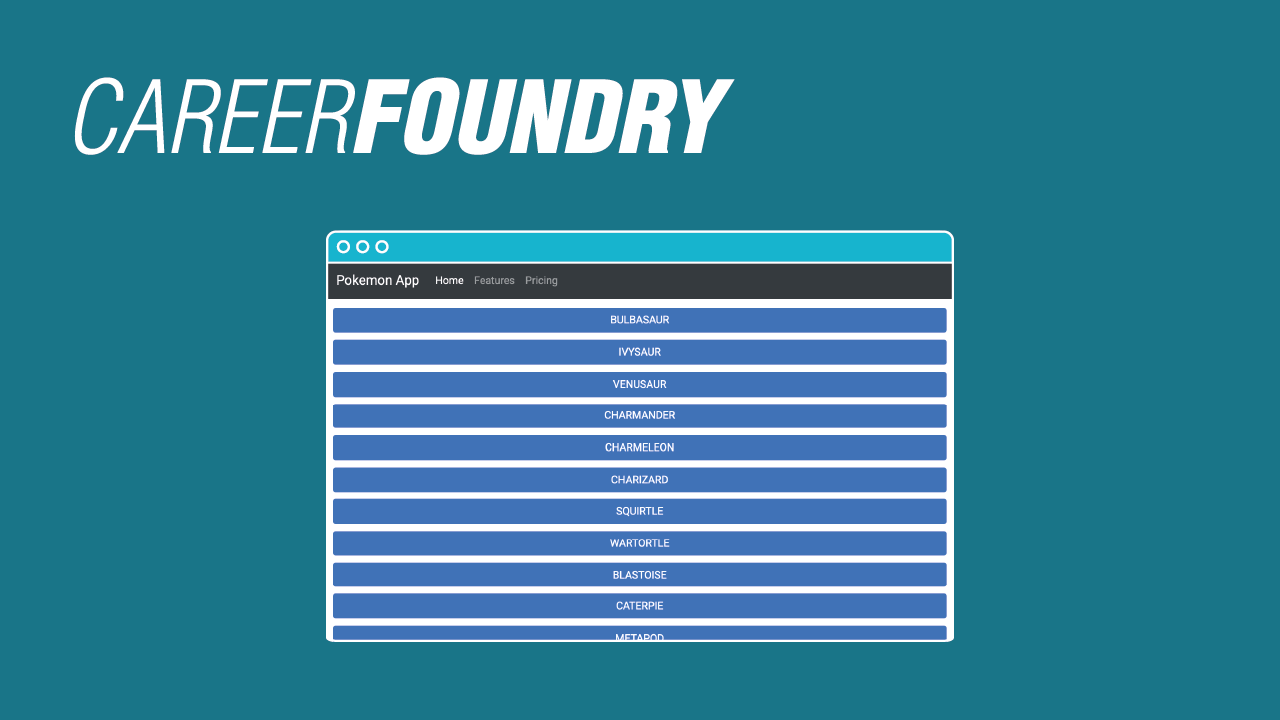 CAREERFOUNDRY
Pokemon App Home Features Pricing
BULBASAUR
IVYSAUR
VENUSAUR
CHARMANDER
CHARMELEON
CHARIZARD
SQUIRTLE
WARTORTLE
BLASTOISE
CATERPIE
METAPOD